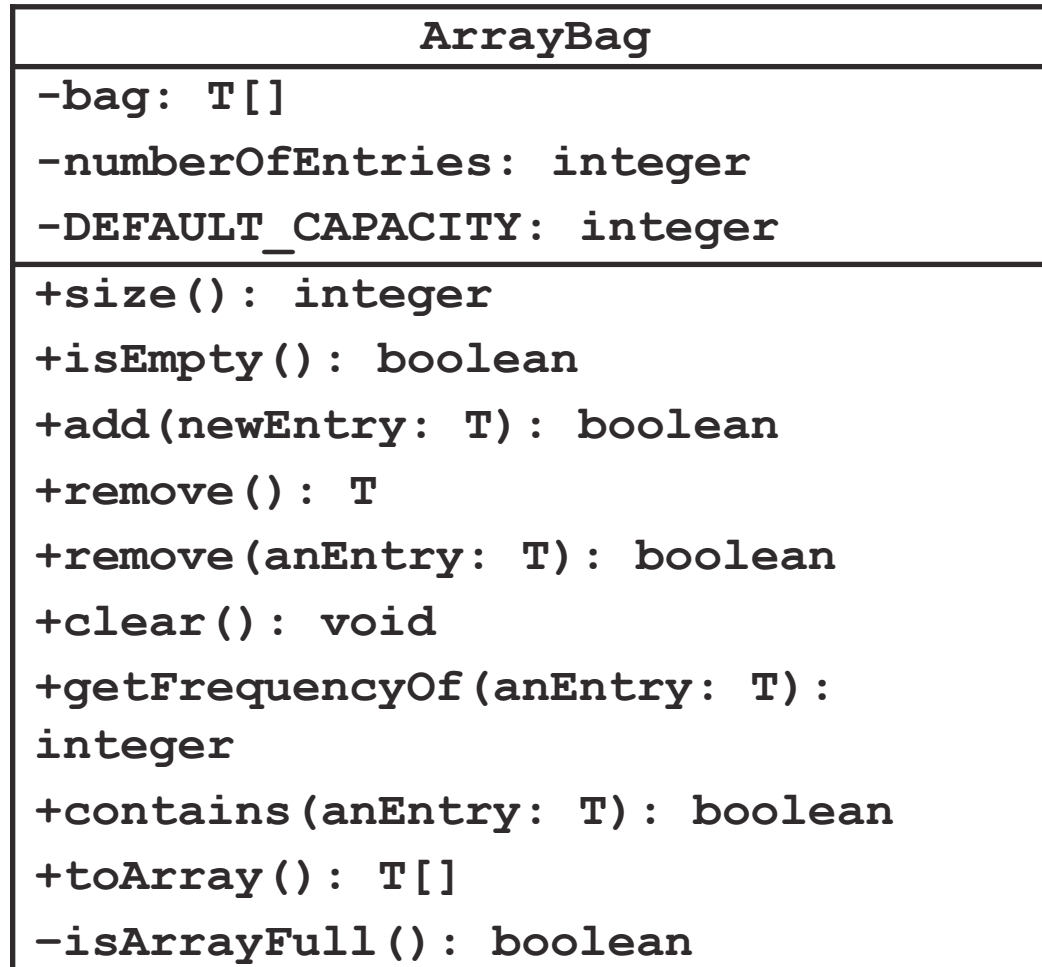 ArrayBag
-bag: T[]
-numberOfEntries: integer
-DEFAULT_CAPACITY: integer
+size(): integer
+isEmpty(): boolean
+add(newEntry: T): boolean
+remove(): T
+remove(anEntry: T): boolean
+clear(): void
+getFrequencyOf(anEntry: T):
integer
+contains(anEntry: T): boolean
+toArray(): T[]
-isArrayFull(): boolean